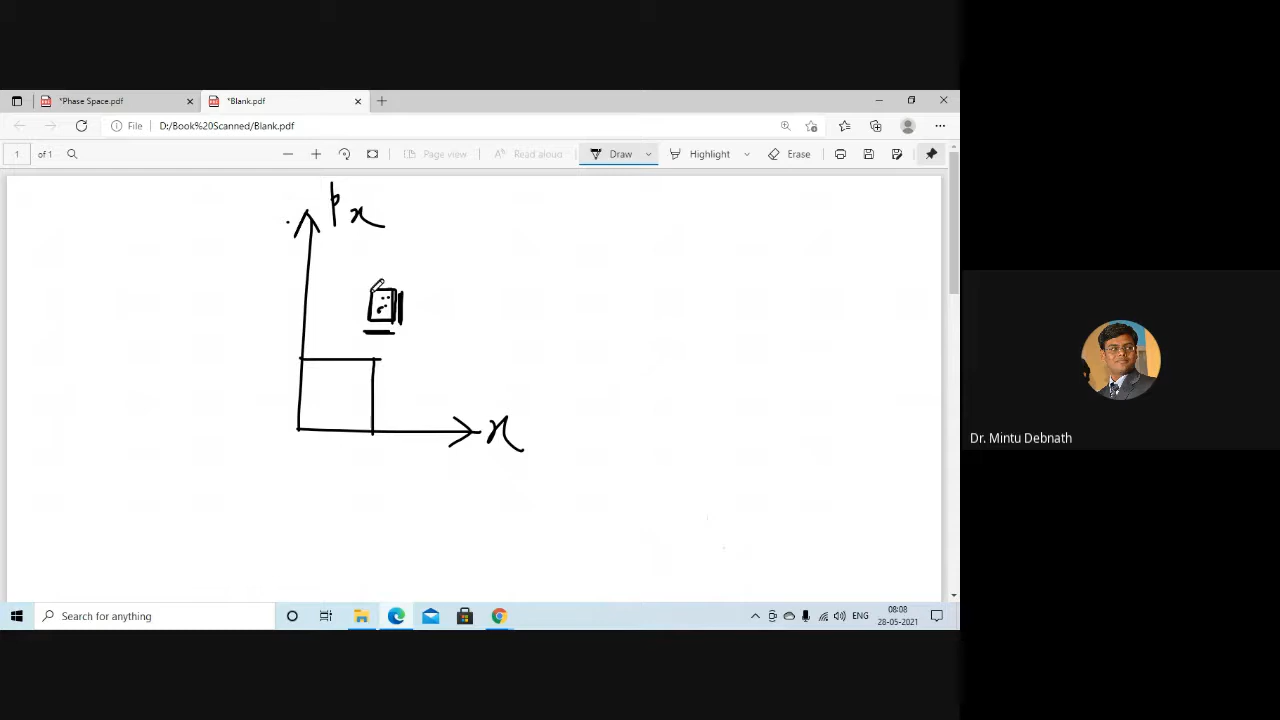 *Phase Space.pdf
*Blank.pdf
File D:/Book%20Scanned/Blank.pdf
1 of 1 Page view Read aloud Draw Highlight Erase
px
x
Dr. Mintu Debnath
Search for anything
ENG
08:08
28-05-2021